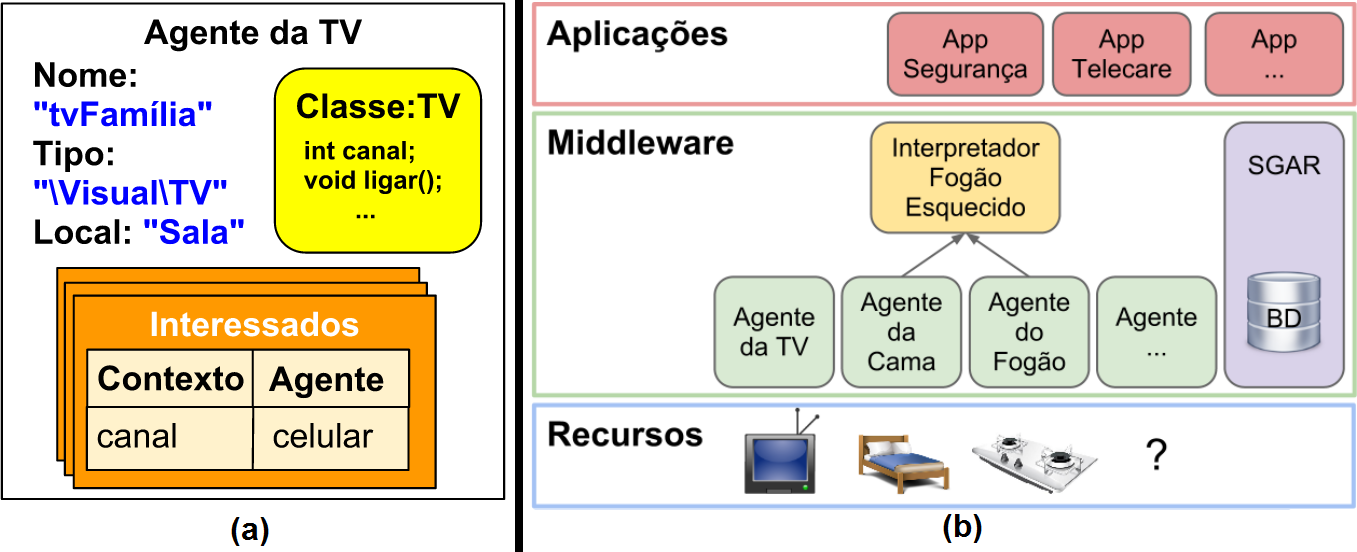 Agente da TV
Nome:
"tvFamília"
Tipo:
"\Visual\TV"
Local: "Sala"
Classe:TV
int canal;
void ligar();
...
Interessados
Contexto Agente
canal celular
(a)
Aplicações
App
Segurança
App
Telecare
App
...
Middleware
Interpretador
Fogão
Esquecido
SGAR
BD
Agente
da TV
Agente
da
Cama
Agente
do
Fogão
Agente
...
Recursos
?
(b)